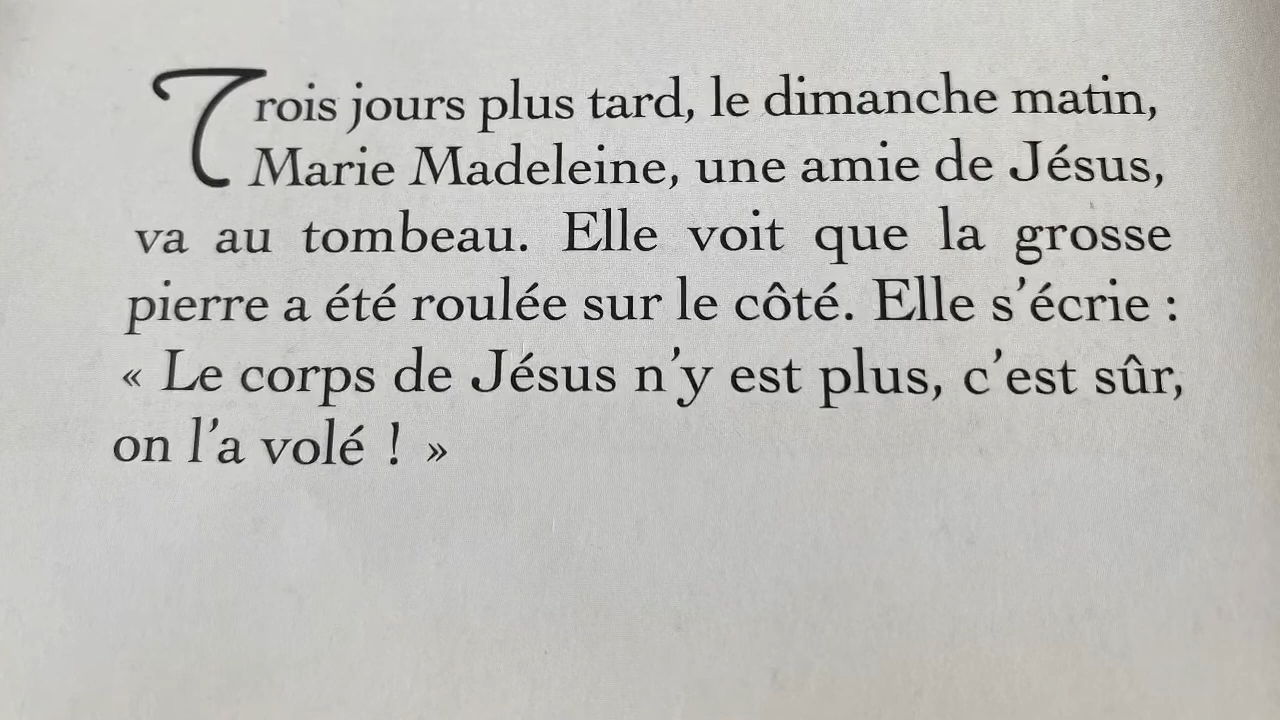 Trois jours plus tard, le dimanche matin,
Marie Madeleine, une amie de Jésus,
va au tombeau. Elle voit que la grosse
pierre a été roulée sur le côté. Elle s’écrie :
« Le corps de Jésus n’y est plus, c’est sûr,
on l’a volé ! »